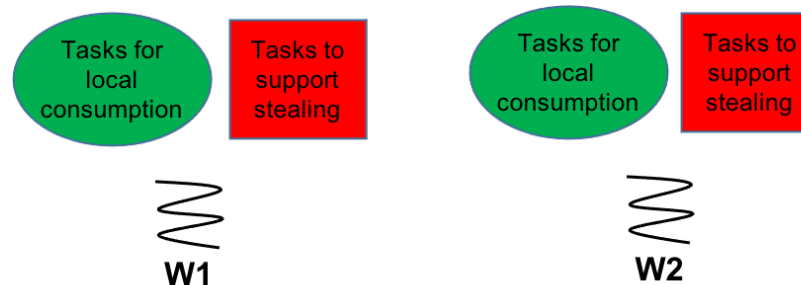 Tasks for
local
consumption
Tasks to
support
stealing
Tasks for
local
consumption
Tasks to
support
stealing
W1
W2